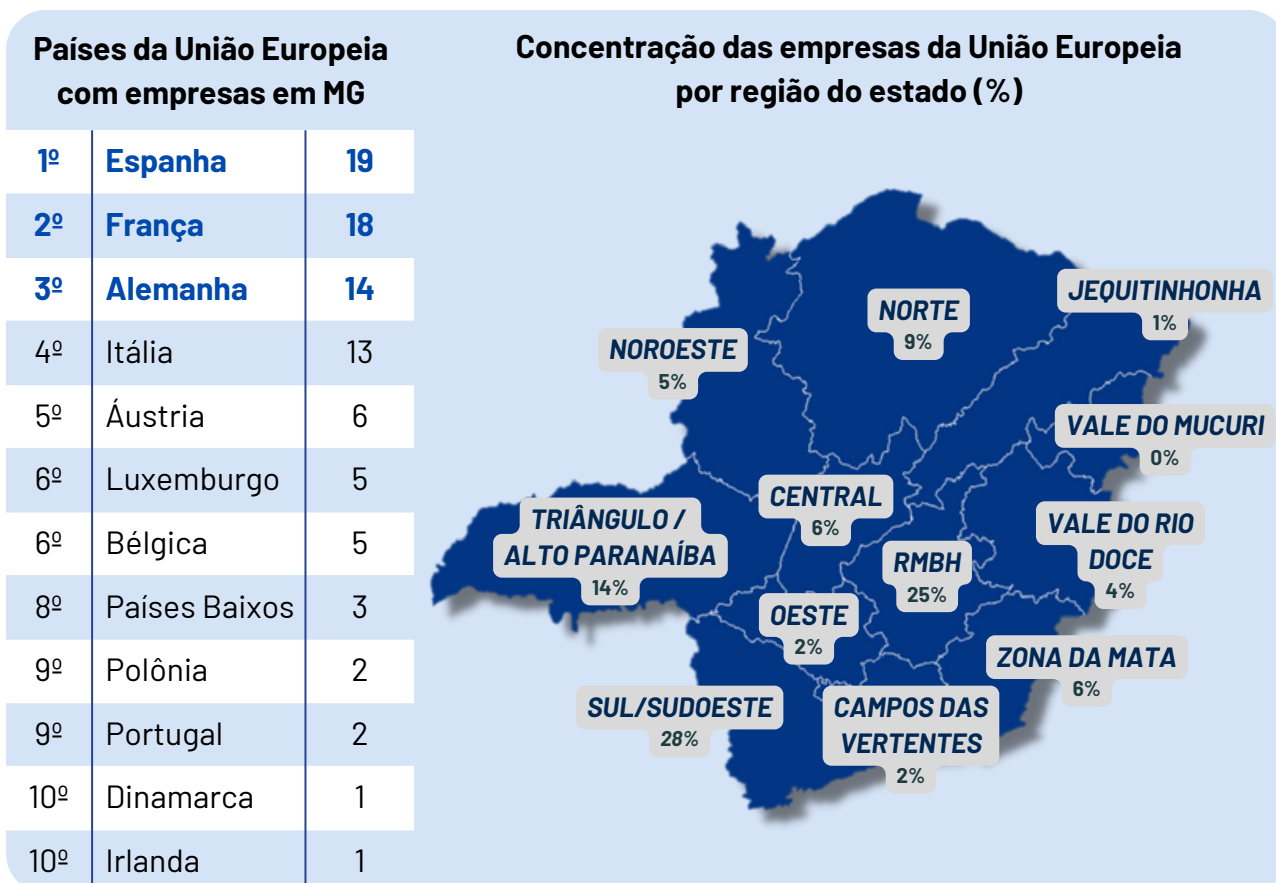 Países da União Europeia
com empresas em MG
1º Espanha 19
2º França 18
3º Alemanha 14
4º Itália 13
5º Áustria 6
6º Luxemburgo 5
6º Bélgica 5
8º Países Baixos 3
9º Polônia 2
9º Portugal 2
10º Dinamarca 1
10º Irlanda 1
Concentração das empresas da União Europeia
por região do estado (%)
JEQUITINHONHA
1%
NORTE
9%
NOROESTE
5%
VALE DO MUCURI
0%
CENTRAL
6%
TRIÂNGULO /
ALTO PARANAÍBA
14%
VALE DO RIO
DOCE
4%
RMBH
25%
OESTE
2%
ZONA DA MATA
6%
SUL/SUDOESTE
28%
CAMPOS DAS
VERTENTES
2%